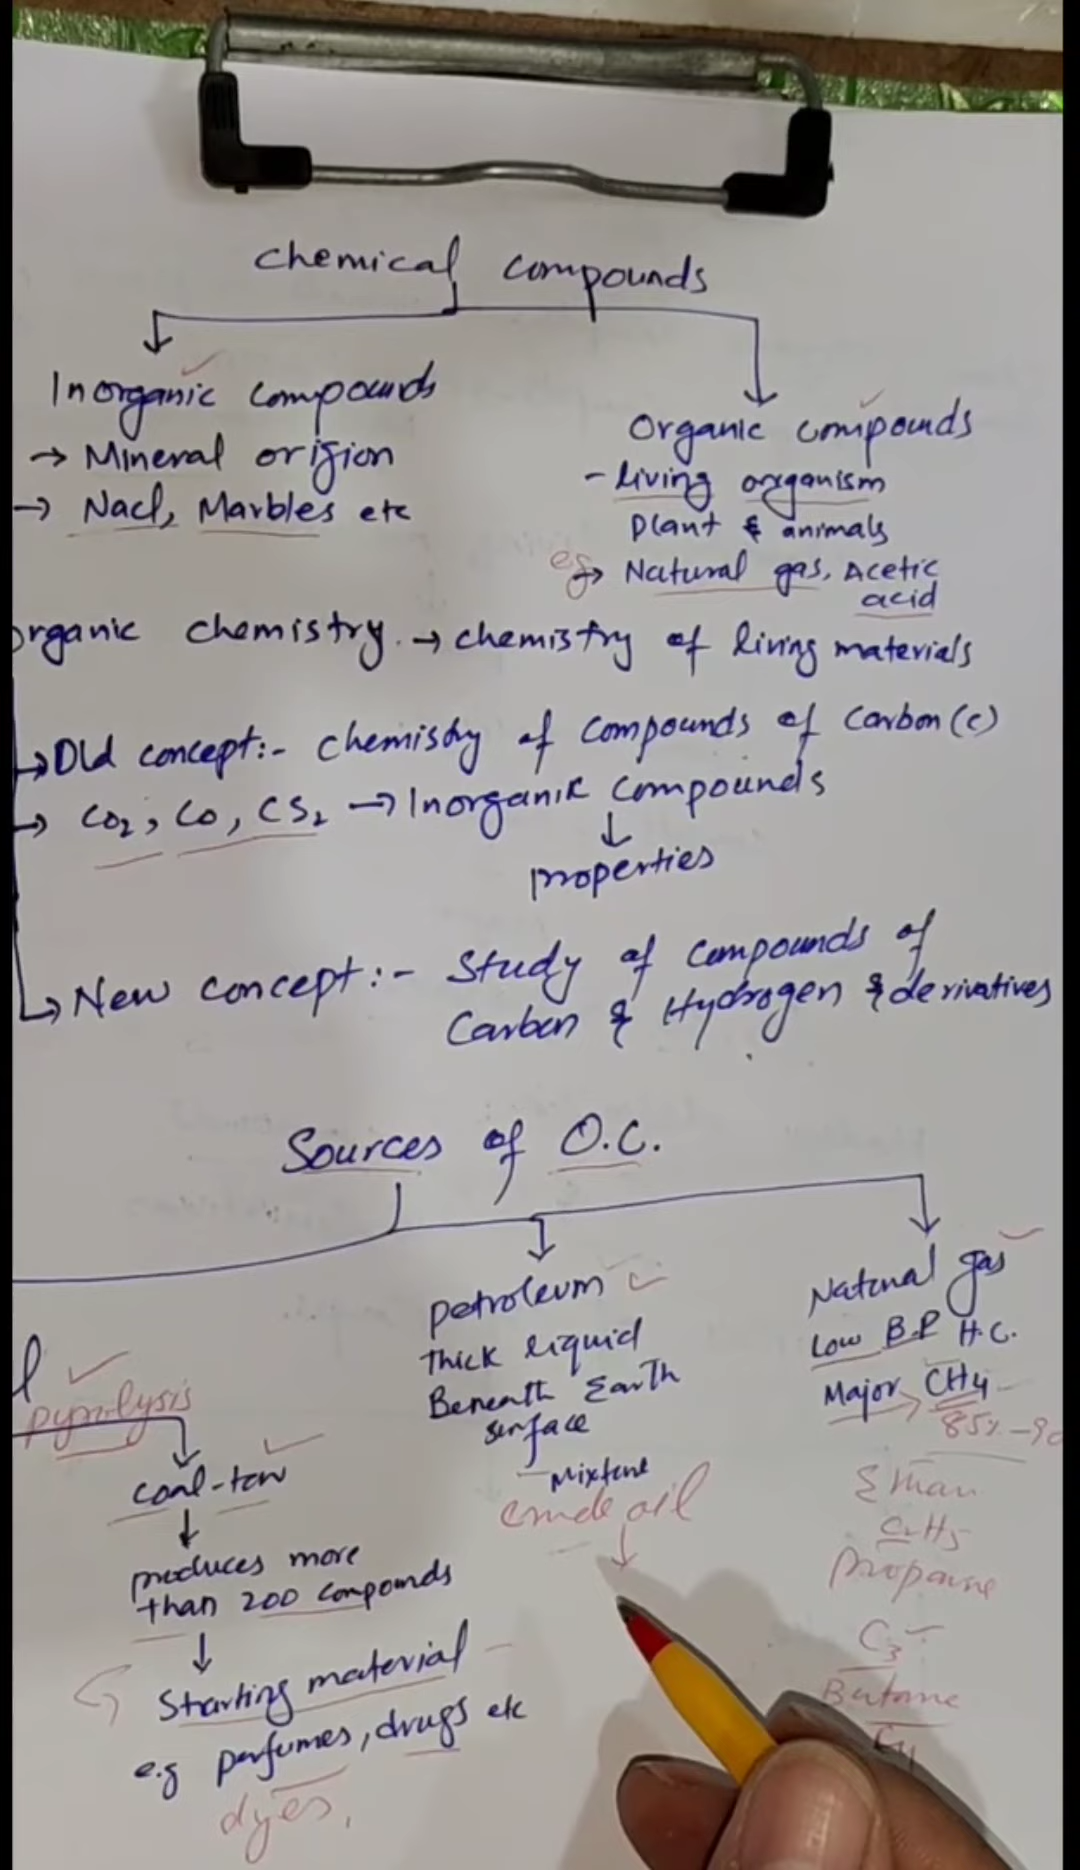 chemical compounds
Inorganic compounds
→ Mineral origion
→ Nacl, Marbles etc
Organic compounds
- living organism
plant & animals
eg → Natural gas, Acetic
acid
organic chemistry. → chemistry of living materials
→ Old concept:- chemistry of compounds of Carbon (c)
→ CO2, CO, CS2 → Inorganic compounds
↓
properties
→ New concept:- Study of compounds of
Carbon & Hydrogen & derivatives
Sources of O.C.
l
pyrolysis
coal-tar
↓
produces more
than 200 compounds
↓
Starting material
e.g perfumes, drugs etc
dyes,
petroleum
Thick liquid
Beneath Earth
surface
- Mixture
crude oil
↓
Natural gas
Low B.P H.C.
Major → CH4
85% - 90
C2H5
Propane
C3
Butane
C4